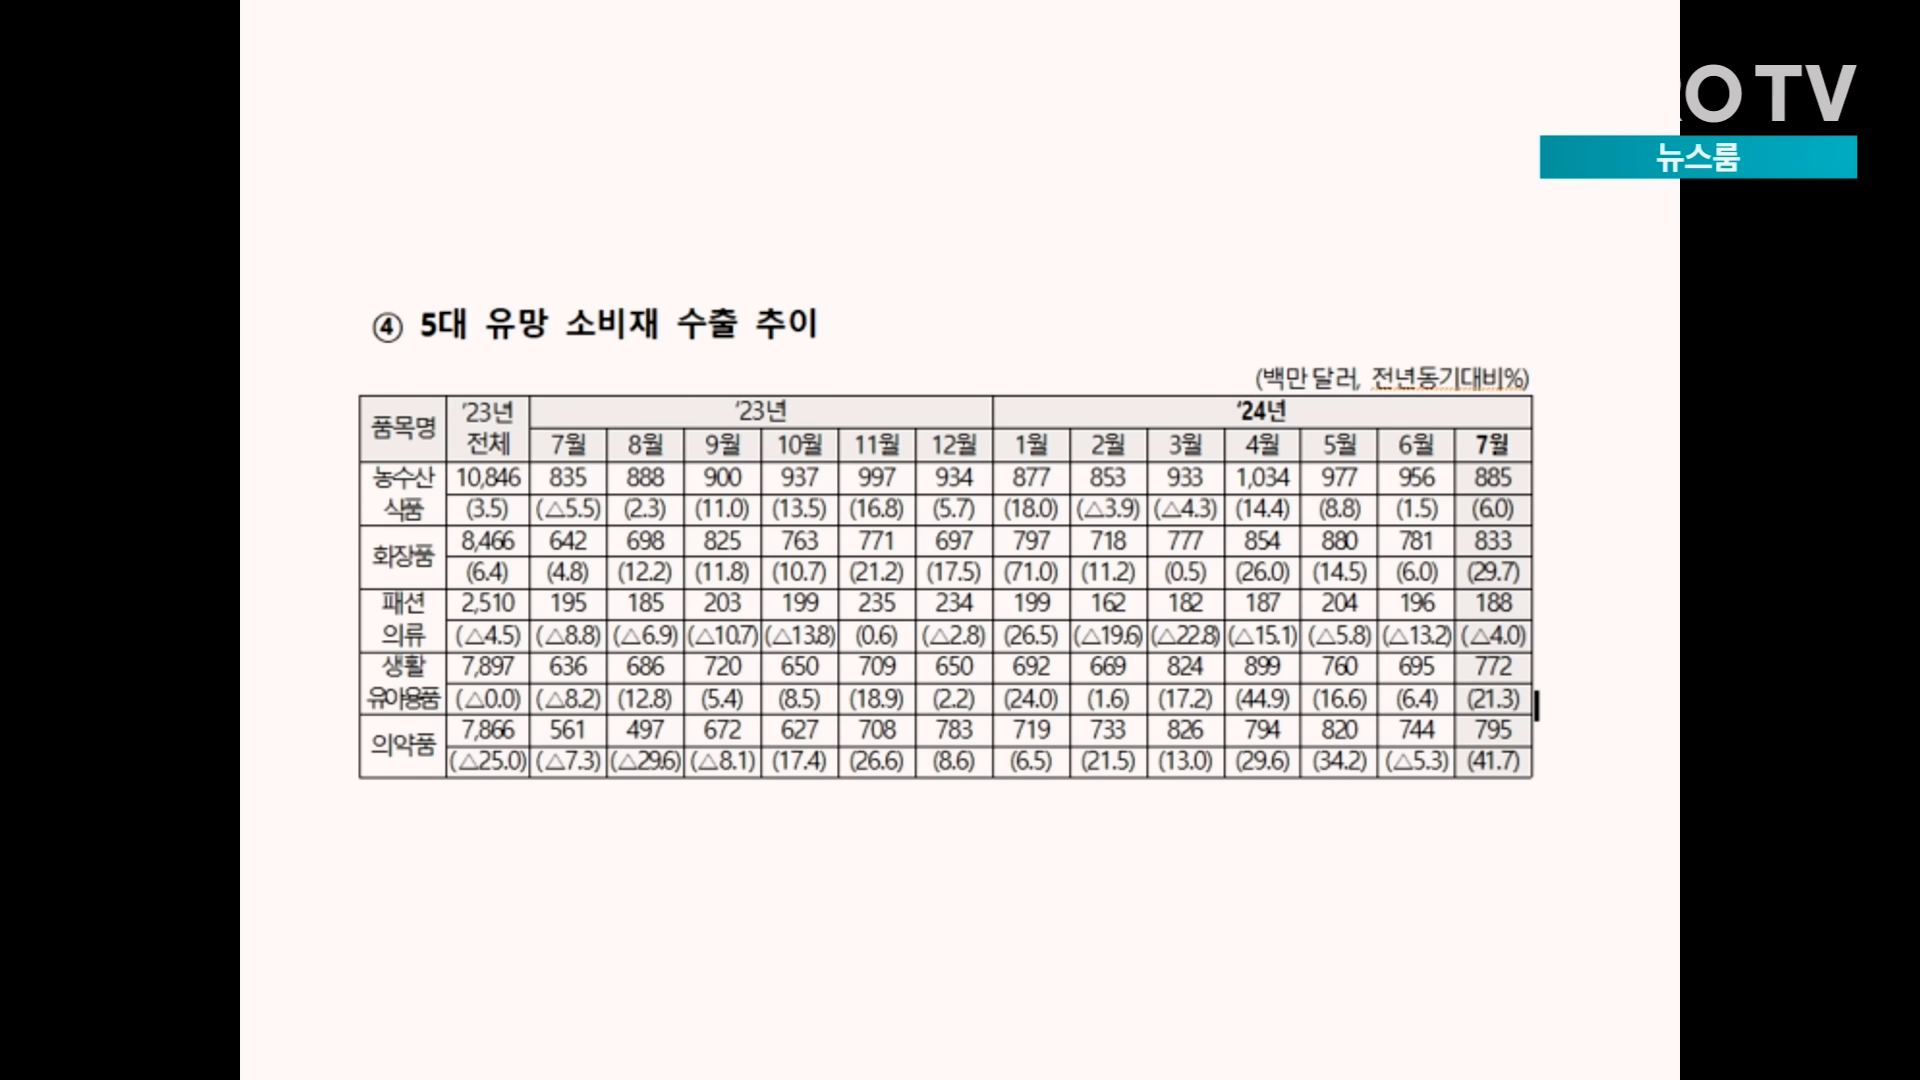 O TV
뉴스룸
④ 5대 유망 소비재 수출 추이
(백만 달러, 전년동기대비%)
품목명 '23년 전체 '23년 '24년
7월 8월 9월 10월 11월 12월 1월 2월 3월 4월 5월 6월 7월
농수산 10,846 835 888 900 937 997 934 877 853 933 1,034 977 956 885
식품 (3.5) (△5.5) (2.3) (11.0) (13.5) (16.8) (5.7) (18.0) (△3.9) (△4.3) (14.4) (8.8) (1.5) (6.0)
화장품 8,466 642 698 825 763 771 697 797 718 777 854 880 781 833
(6.4) (4.8) (12.2) (11.8) (10.7) (21.2) (17.5) (71.0) (11.2) (0.5) (26.0) (14.5) (6.0) (29.7)
패션 2,510 195 185 203 199 235 234 199 162 182 187 204 196 188
의류 (△4.5) (△8.8) (△6.9) (△10.7) (△13.8) (0.6) (△2.8) (26.5) (△19.6) (△22.8) (△15.1) (△5.8) (△13.2) (△4.0)
생활 7,897 636 686 720 650 709 650 692 669 824 899 760 695 772
유아용품 (△0.0) (△8.2) (12.8) (5.4) (8.5) (18.9) (2.2) (24.0) (1.6) (17.2) (44.9) (16.6) (6.4) (21.3)
의약품 7,866 561 497 672 627 708 783 719 733 826 794 820 744 795
(△25.0) (△7.3) (△29.6) (△8.1) (17.4) (26.6) (8.6) (6.5) (21.5) (13.0) (29.6) (34.2) (△5.3) (41.7)